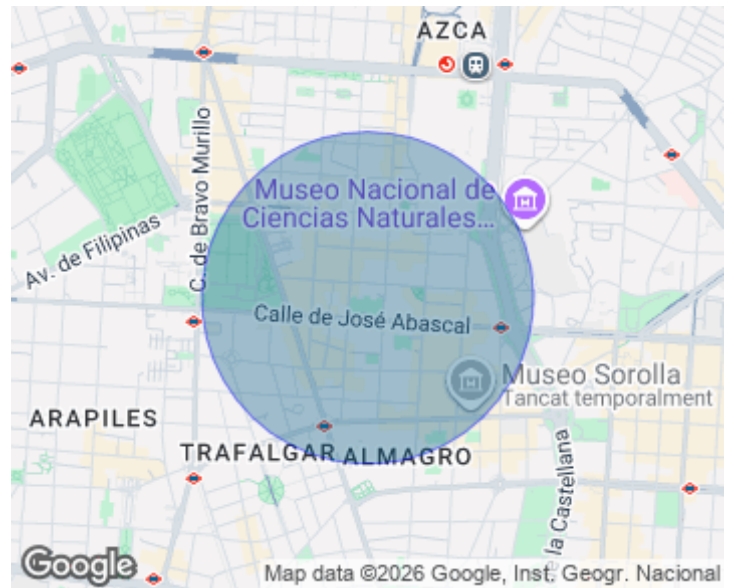 AZCA
Museo Nacional de
Ciencias Naturales...
C. de Bravo Murillo
Av. de Filipinas
Calle de José Abascal
Museo Sorolla
Tancat temporalment
ARAPILES
TRAFALGAR
ALMAGRO
la Castellana
Google
Map data ©2026 Google, Inst. Geogr. Nacional